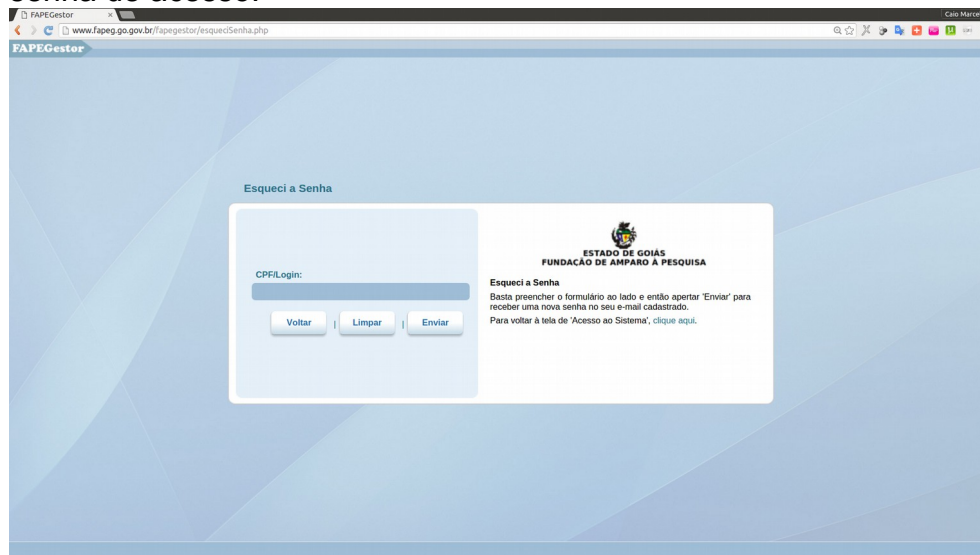 senha de acesso.
FAPEGestor ×
Caio Marce
www.fapeg.go.gov.br/fapegestor/esqueciSenha.php
FAPEGestor
Esqueci a Senha
ESTADO DE GOIÁS
FUNDAÇÃO DE AMPARO À PESQUISA
CPF/Login:
Voltar | Limpar | Enviar
Esqueci a Senha
Basta preencher o formulário ao lado e então apertar 'Enviar' para
receber uma nova senha no seu e-mail cadastrado.
Para voltar à tela de 'Acesso ao Sistema', clique aqui.